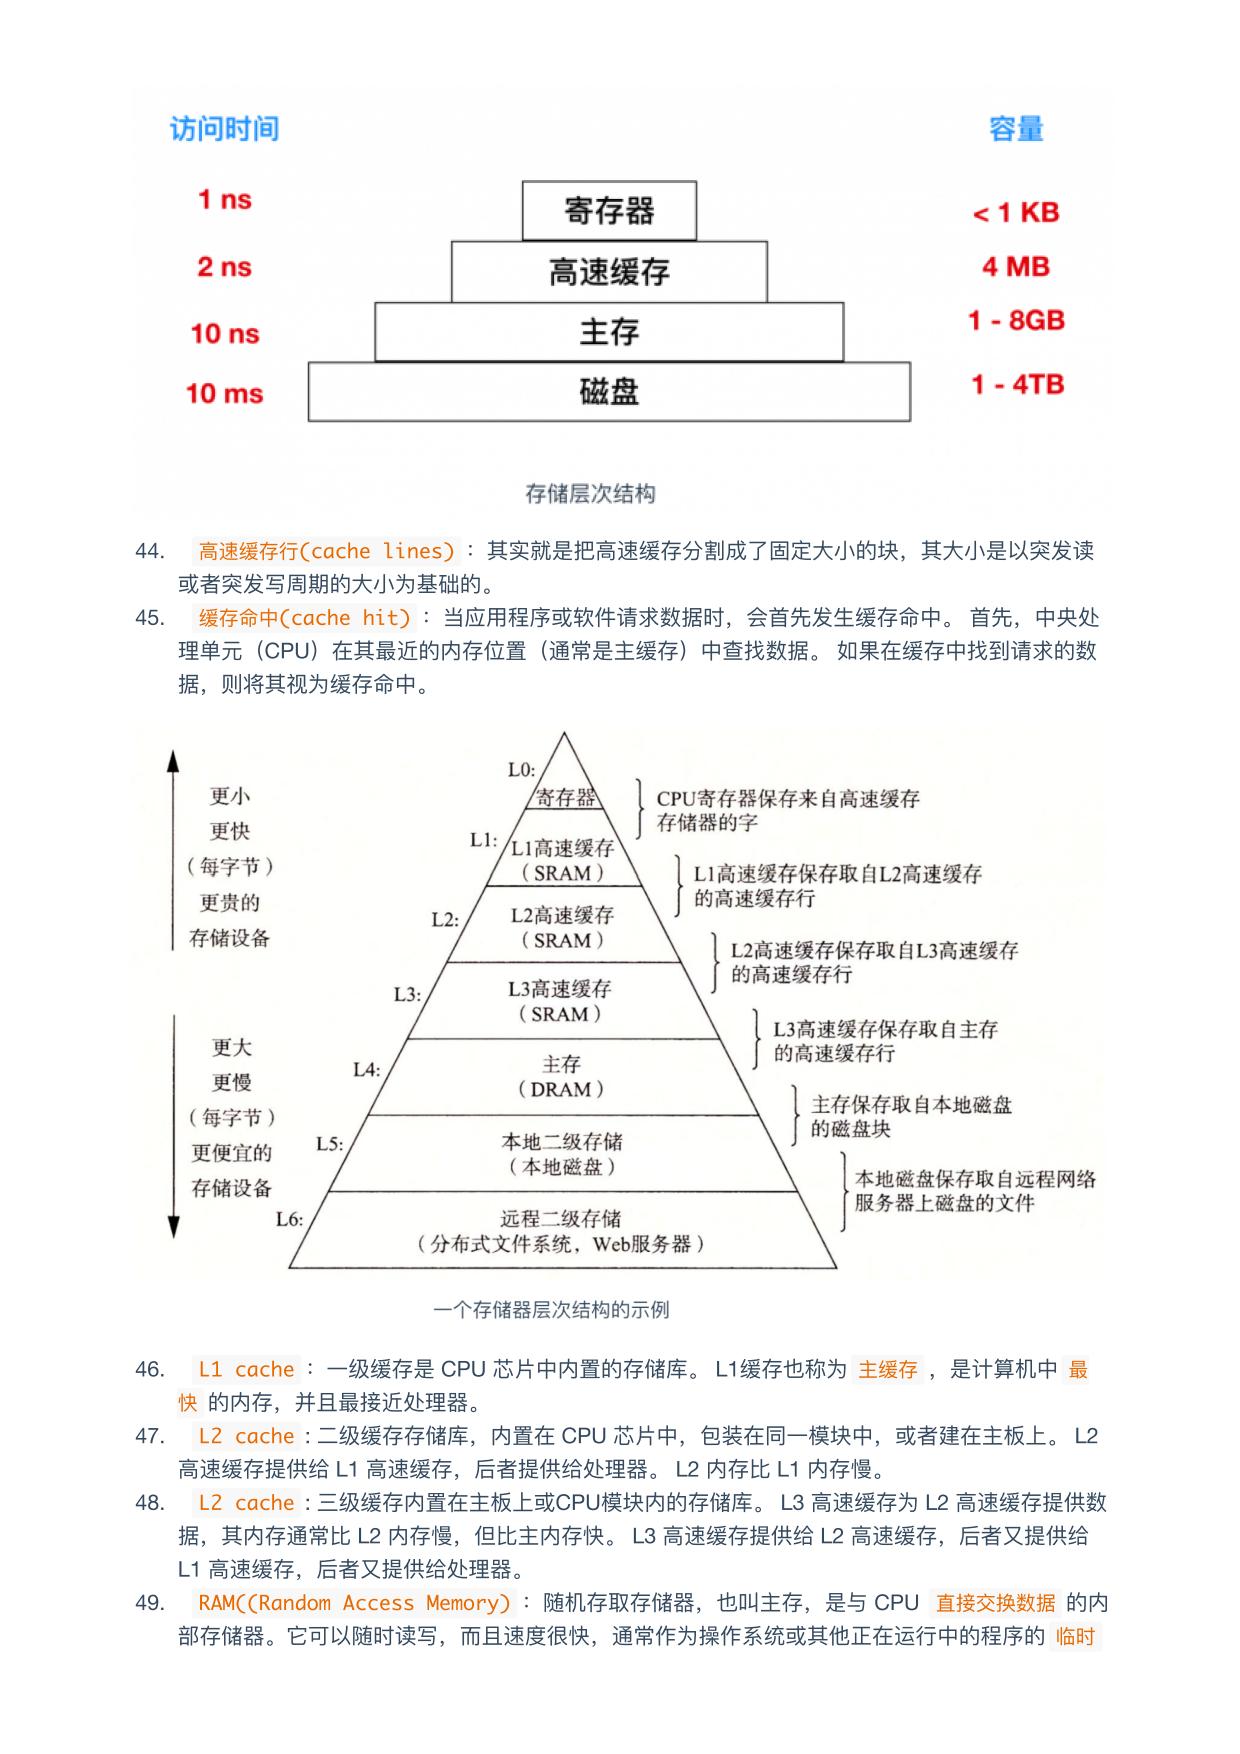 访问时间
容量
1 ns
寄存器
< 1 KB
2 ns
高速缓存
4 MB
10 ns
主存
1 - 8GB
10 ms
磁盘
1 - 4TB
存储层次结构
44. 高速缓存行(cache lines) ： 其实就是把高速缓存分割成了固定大小的块，其大小是以突发读
或者突发写周期的大小为基础的。
45. 缓存命中(cache hit) ： 当应用程序或软件请求数据时，会首先发生缓存命中。 首先，中央处
理单元（CPU）在其最近的内存位置（通常是主缓存）中查找数据。 如果在缓存中找到请求的数
据，则将其视为缓存命中。
更小
更快
（每字节）
更贵的
存储设备
更大
更慢
（每字节）
更便宜的
存储设备
L0:
寄存器
CPU寄存器保存来自高速缓存
存储器的字
L1:
L1高速缓存
（SRAM）
L1高速缓存保存取自L2高速缓存
的高速缓存行
L2:
L2高速缓存
（SRAM）
L2高速缓存保存取自L3高速缓存
的高速缓存行
L3:
L3高速缓存
（SRAM）
L3高速缓存保存取自主存
的高速缓存行
L4:
主存
（DRAM）
主存保存取自本地磁盘
的磁盘块
L5:
本地二级存储
（本地磁盘）
本地磁盘保存取自远程网络
服务器上磁盘的文件
L6:
远程二级存储
（分布式文件系统，Web服务器）
一个存储器层次结构的示例
46. L1 cache ： 一级缓存是 CPU 芯片中内置的存储库。 L1缓存也称为 主缓存 ，是计算机中 最
快 的内存，并且最接近处理器。
47. L2 cache : 二级缓存存储库，内置在 CPU 芯片中，包装在同一模块中，或者建在主板上。 L2
高速缓存提供给 L1 高速缓存，后者提供给处理器。 L2 内存比 L1 内存慢。
48. L2 cache : 三级缓存内置在主板上或CPU模块内的存储库。 L3 高速缓存为 L2 高速缓存提供数
据，其内存通常比 L2 内存慢，但比主内存快。 L3 高速缓存提供给 L2 高速缓存，后者又提供给
L1 高速缓存，后者又提供给处理器。
49. RAM((Random Access Memory) ： 随机存取存储器，也叫主存，是与 CPU 直接交换数据 的内
部存储器。它可以随时读写，而且速度很快，通常作为操作系统或其他正在运行中的程序的 临时